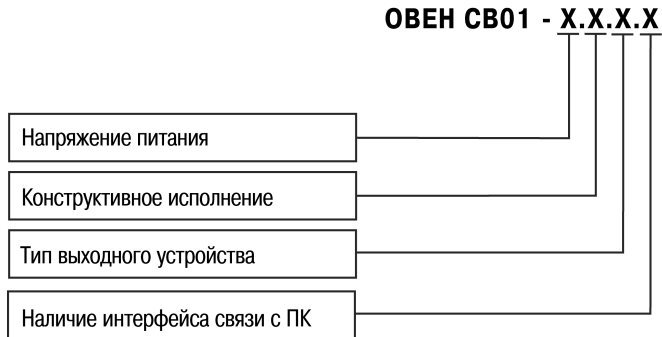 ОВЕН СВ01 - Х.Х.Х.Х
Напряжение питания
Конструктивное исполнение
Тип выходного устройства
Наличие интерфейса связи с ПК